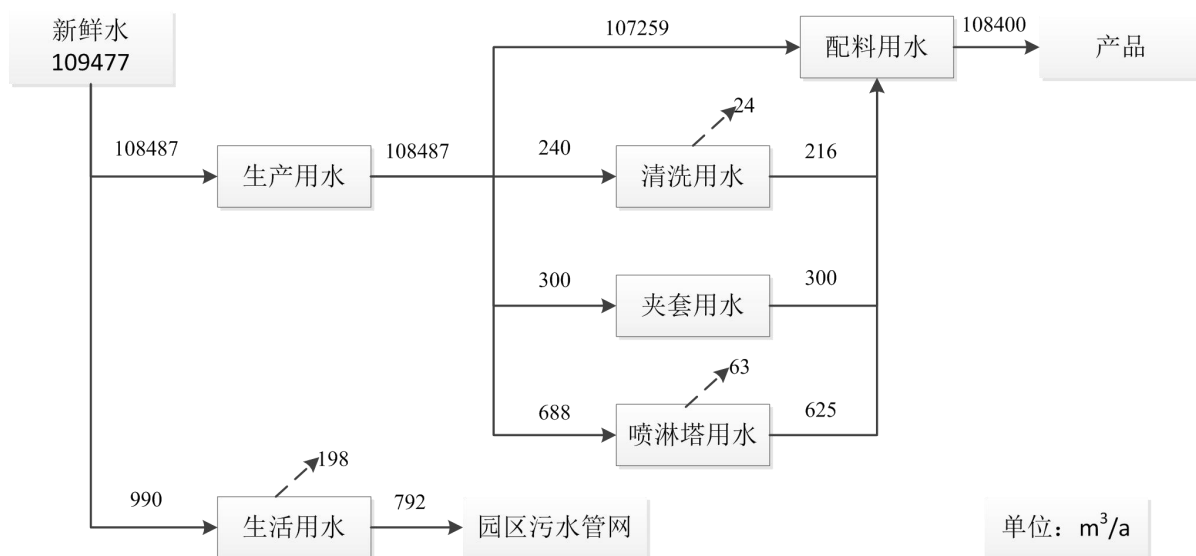 新鲜水
109477
107259
配料用水
108400
产品
108487
生产用水
108487
240
24
清洗用水
216
300
夹套用水
300
688
63
喷淋塔用水
625
990
198
生活用水
792
园区污水管网
单位：m³/a